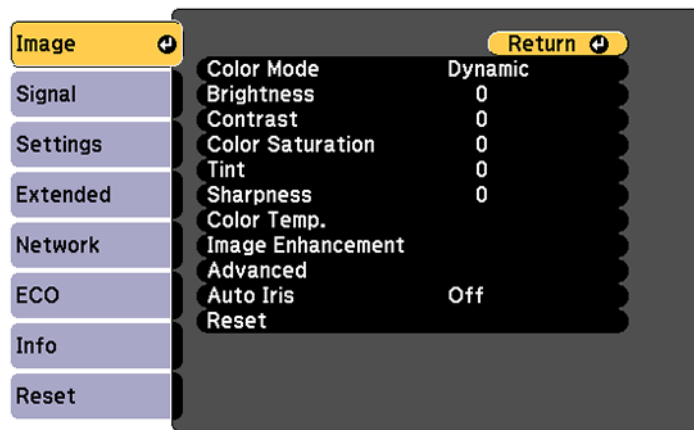 Image
Signal
Settings
Extended
Network
ECO
Info
Reset
Return
Color Mode Dynamic
Brightness 0
Contrast 0
Color Saturation 0
Tint 0
Sharpness 0
Color Temp.
Image Enhancement
Advanced
Auto Iris Off
Reset